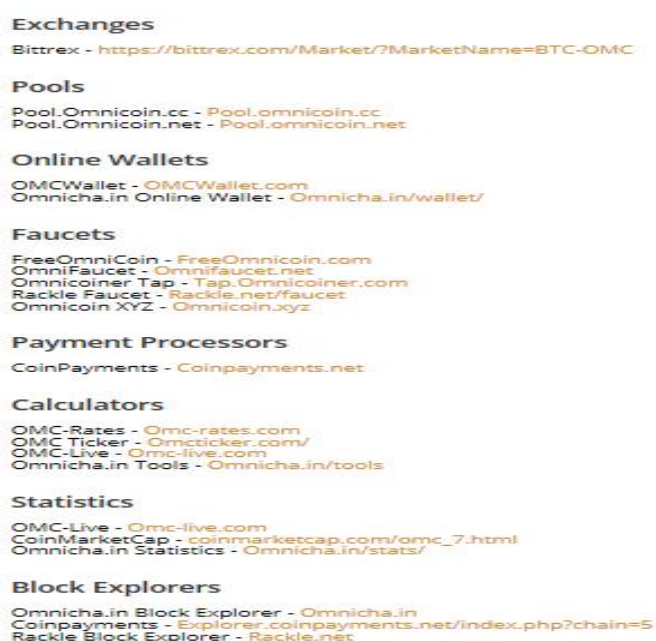 Exchanges
Bittrex - https://bittrex.com/Market/?MarketName=BTC-OMC
Pools
Pool.Omnicoin.cc - Pool.omnicoin.cc
Pool.Omnicoin.net - Pool.omnicoin.net
Online Wallets
OMCWallet - OMCWallet.com
Omnicha.in Online Wallet - Omnicha.in/wallet/
Faucets
FreeOmniCoin - FreeOmnicoin.com
OmniFaucet - Omnifaucet.net
Omnicoiner Tap - Tap.Omnicoiner.com
Rackle Faucet - Rackle.net/faucet
Omnicoin XYZ - Omnicoin.xyz
Payment Processors
CoinPayments - Coinpayments.net
Calculators
OMC-Rates - Omc-rates.com
OMC Ticker - Omcticker.com/
OMC-Live - Omc-live.com
Omnicha.in Tools - Omnicha.in/tools
Statistics
OMC-Live - Omc-live.com
CoinMarketCap - coinmarketcap.com/omc_7.html
Omnicha.in Statistics - Omnicha.in/stats/
Block Explorers
Omnicha.in Block Explorer - Omnicha.in
Coinpayments - Explorer.coinpayments.net/index.php?chain=5
Rackle Block Explorer - Rackle.net